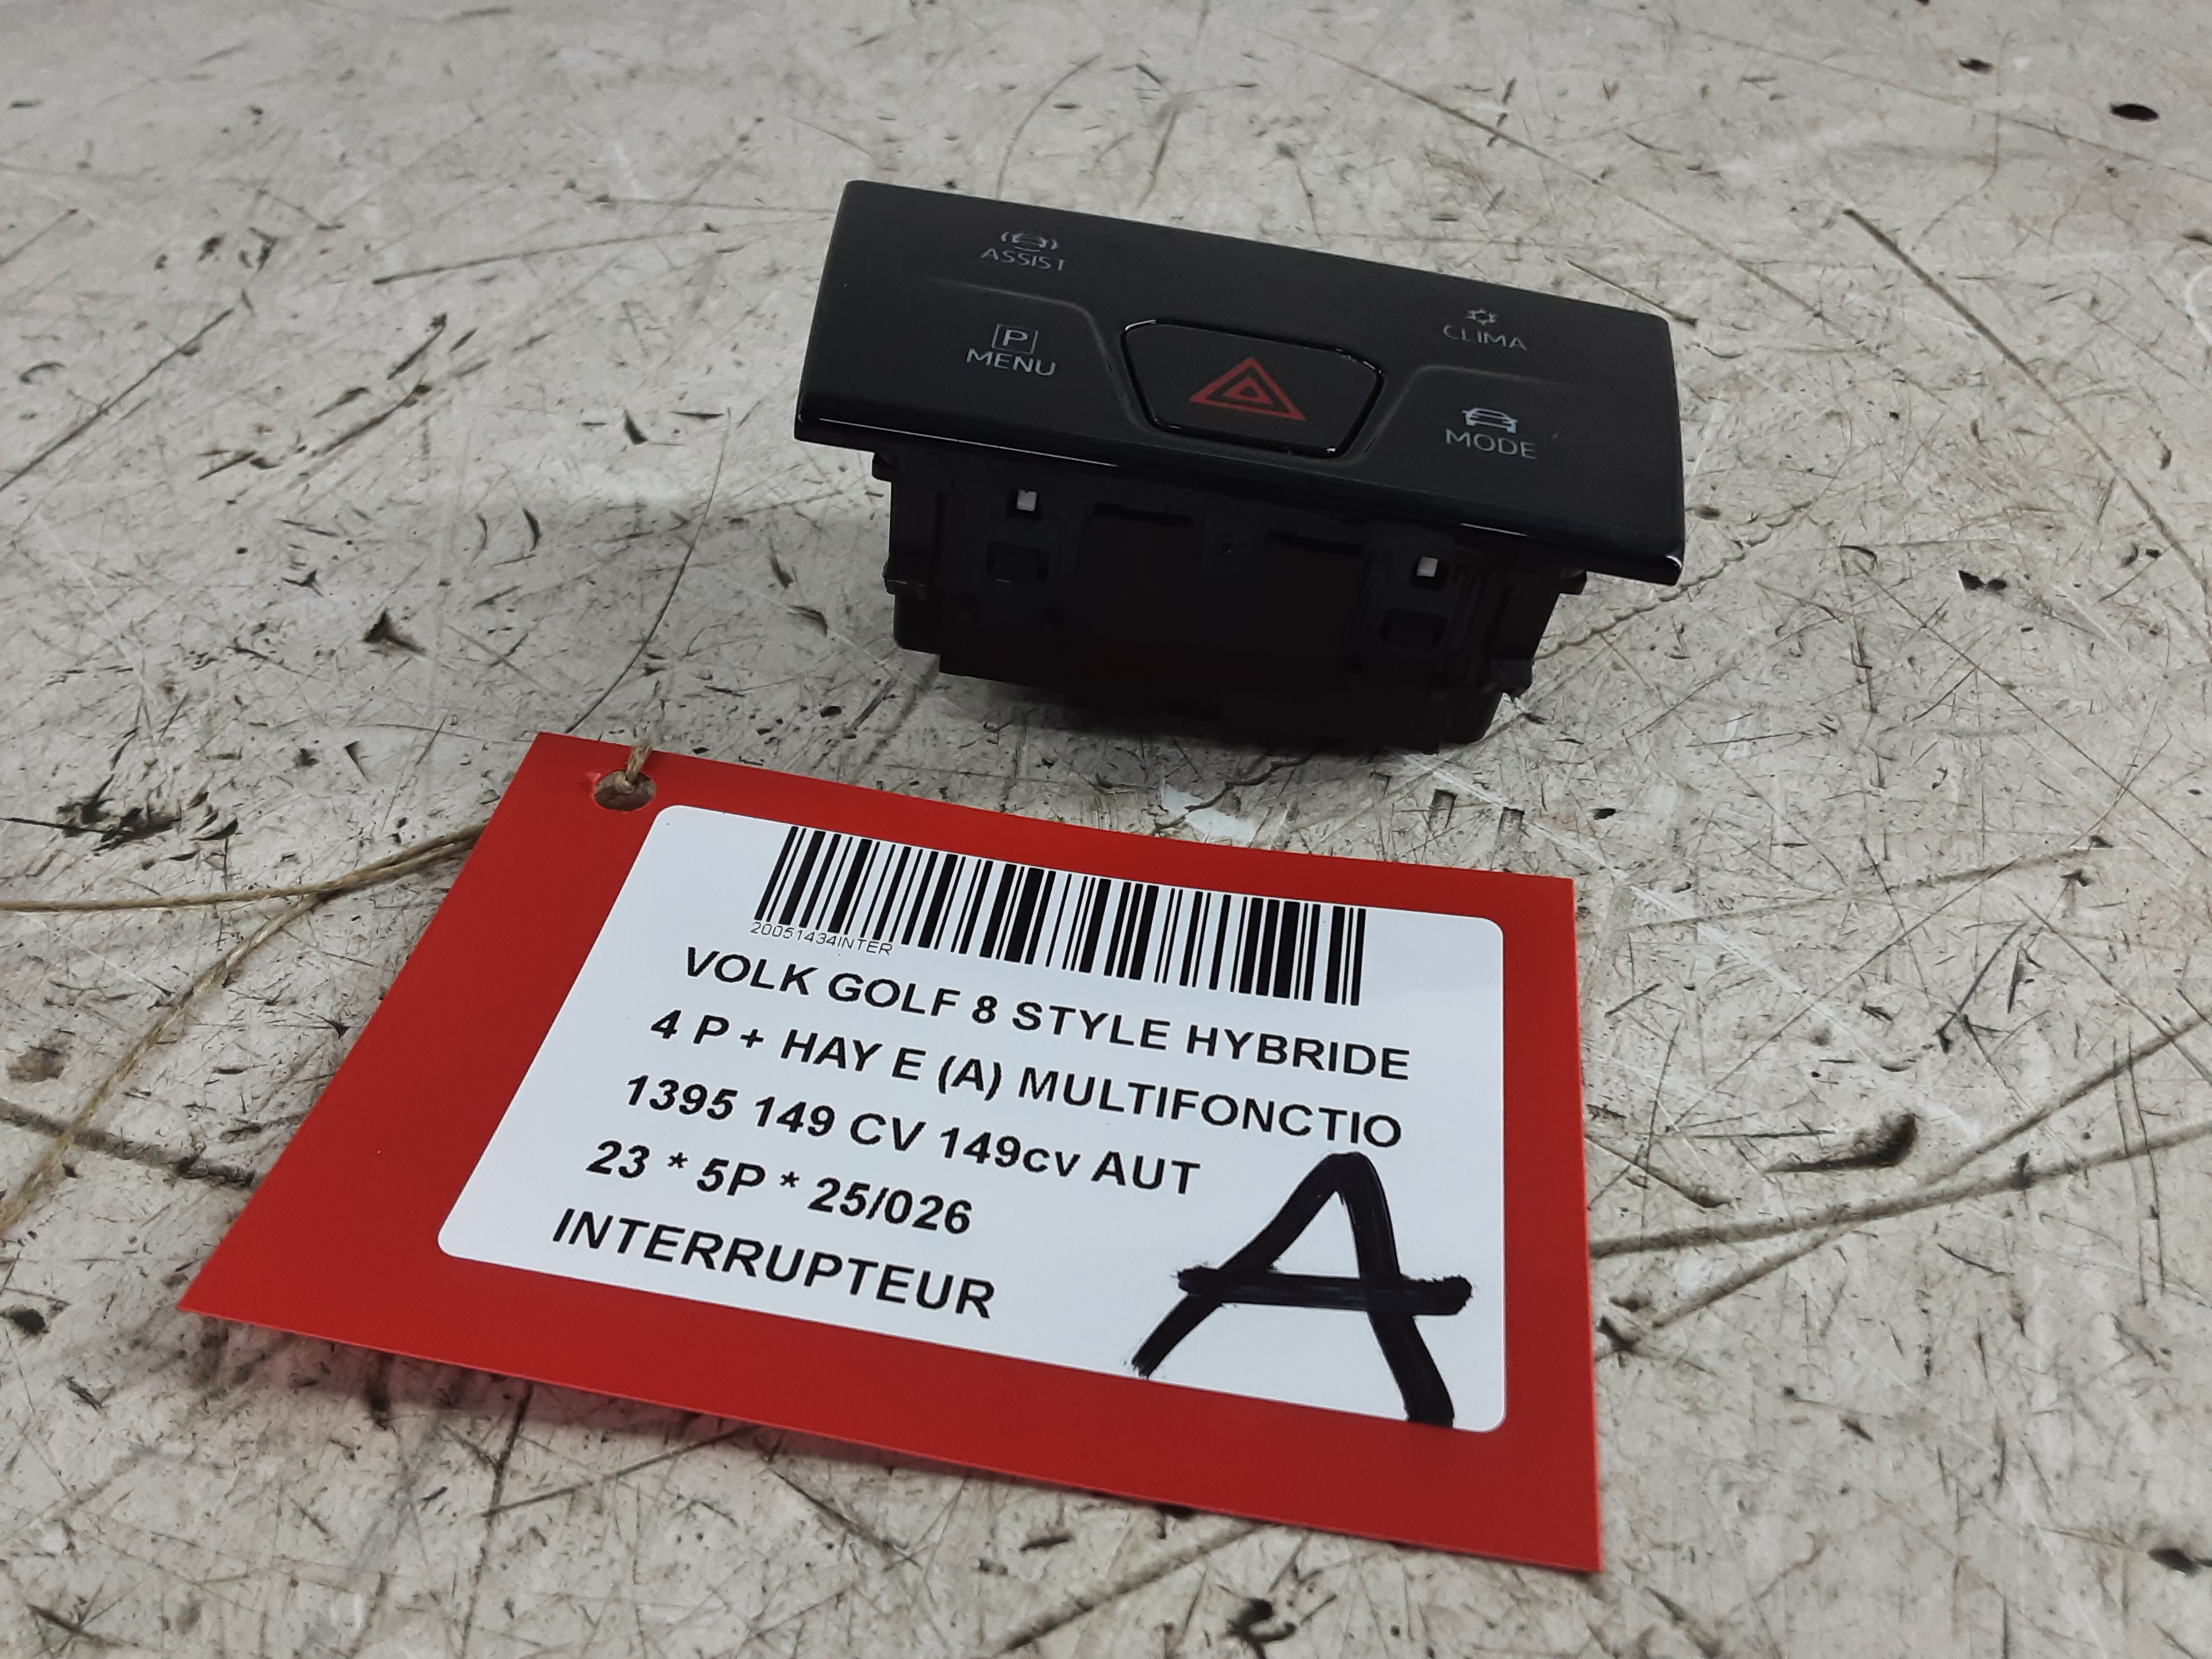 ASSIST
CLIMA
P
MENU
MODE
20051434INTER
VOLK GOLF 8 STYLE HYBRIDE
4 P + HAY E (A) MULTIFONCTIO
1395 149 CV 149cv AUT
23 * 5P * 25/026
INTERRUPTEUR
A